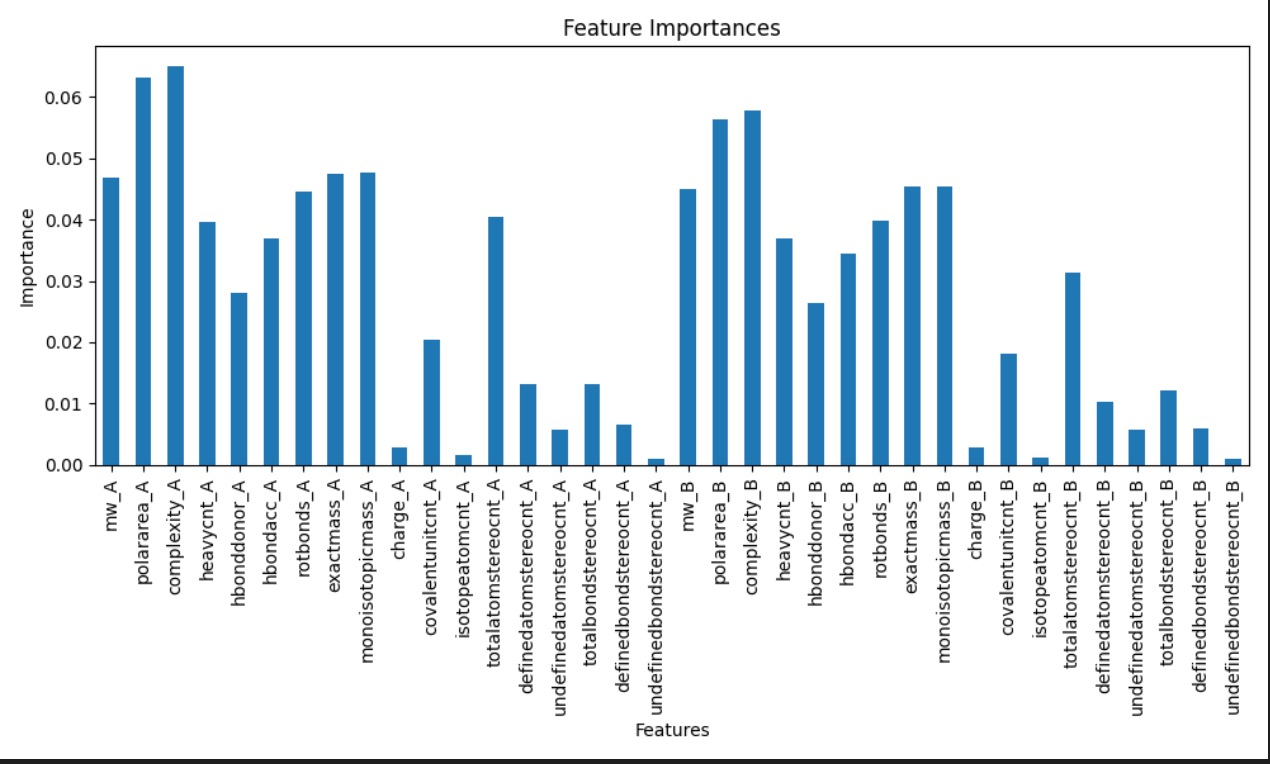 Feature Importances
Importance
0.06
0.05
0.04
0.03
0.02
0.01
0.00
mw_A
polararea_A
complexity_A
heavycnt_A
hbonddonor_A
hbondacc_A
rotbonds_A
exactmass_A
monoisotopicmass_A
charge_A
covalentunitcnt_A
isotopeatomcnt_A
totalatomstereocnt_A
definedatomstereocnt_A
undefinedatomstereocnt_A
totalbondstereocnt_A
definedbondstereocnt_A
undefinedbondstereocnt_A
mw_B
polararea_B
complexity_B
heavycnt_B
hbonddonor_B
hbondacc_B
rotbonds_B
exactmass_B
monoisotopicmass_B
charge_B
covalentunitcnt_B
isotopeatomcnt_B
totalatomstereocnt_B
definedatomstereocnt_B
undefinedatomstereocnt_B
totalbondstereocnt_B
definedbondstereocnt_B
undefinedbondstereocnt_B
Features